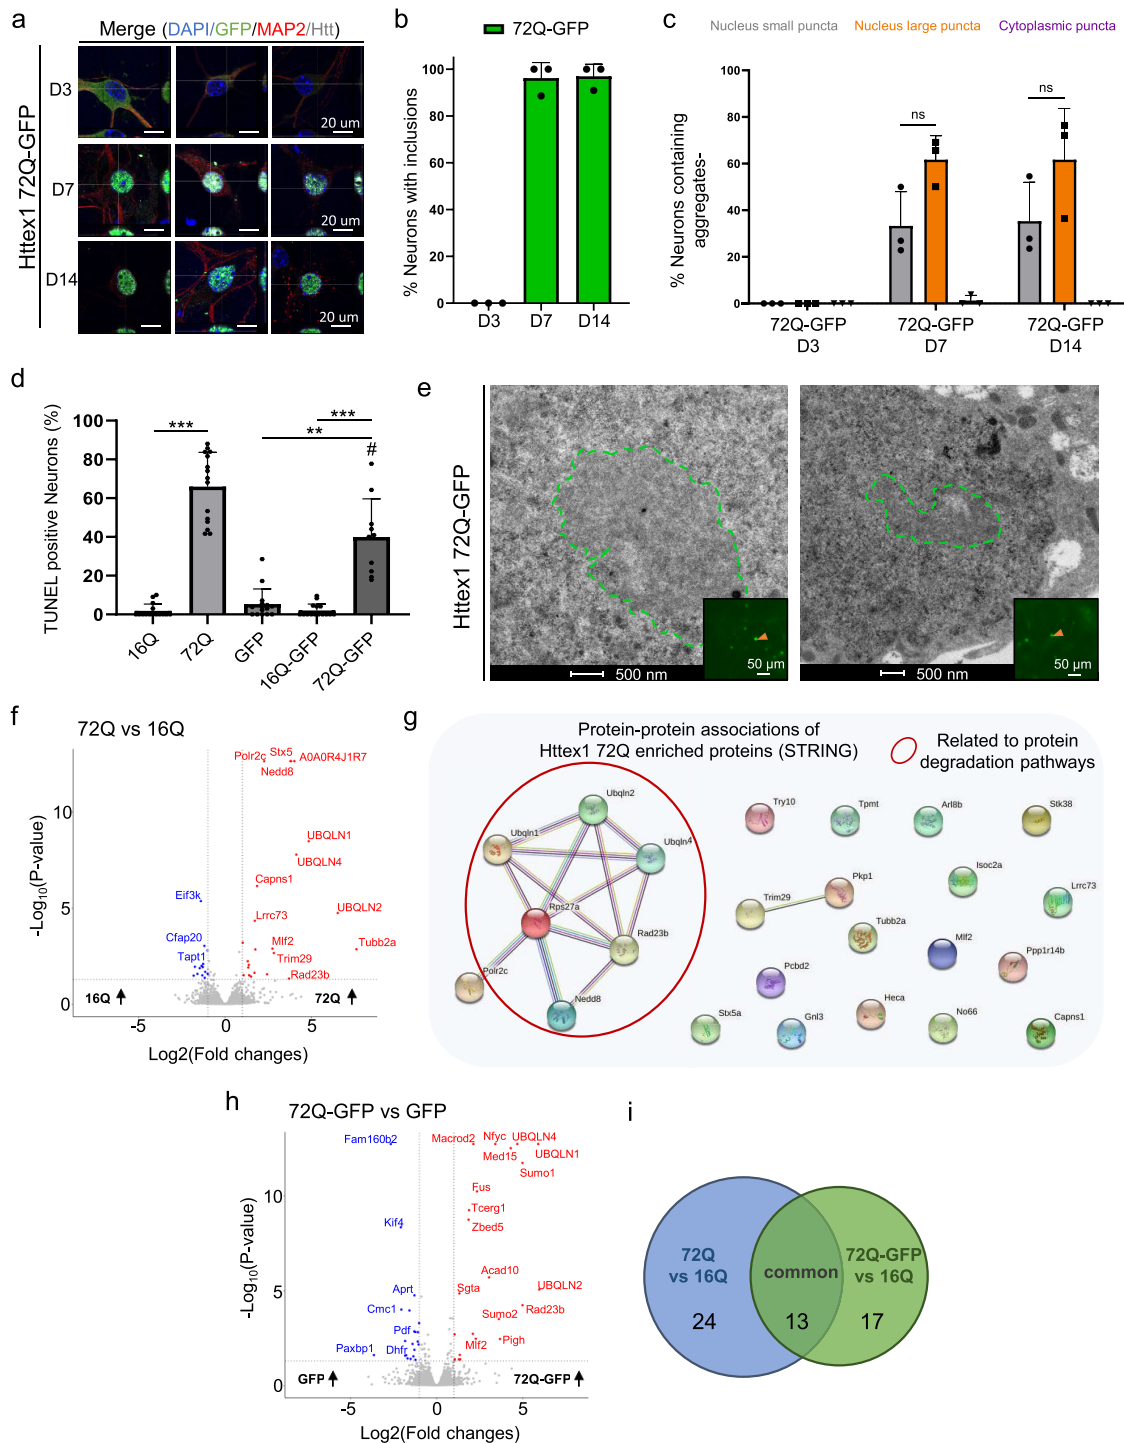 a
Merge (DAPI/GFP/MAP2/Htt)
Httex1 72Q-GFP
D3
20 um
D7
20 um
D14
20 um
b
72Q-GFP
% Neurons with inclusions
100
80
60
40
20
0
D3 D7 D14
c
Nucleus small puncta Nucleus large puncta Cytoplasmic puncta
% Neurons containing
aggregates-
100
80
60
40
20
0
ns
ns
72Q-GFP 72Q-GFP 72Q-GFP
D3 D7 D14
d
TUNEL positive Neurons (%)
100
80
60
40
20
0
***
***
**
#
16Q
72Q
GFP
16Q-GFP
72Q-GFP
e
Httex1 72Q-GFP
500 nm
50 µm
500 nm
50 µm
f
72Q vs 16Q
-Log10(P-value)
10
5
0
Polr2c Stx5 A0A0R4J1R7
Nedd8
UBQLN1
UBQLN4
Capns1
Eif3k
UBQLN2
Lrrc73
Cfap20
Mlf2
Tubb2a
Tapt1
Trim29
Rad23b
16Q
72Q
-5 0 5
Log2(Fold changes)
g
Protein-protein associations of
Httex1 72Q enriched proteins (STRING)
Related to protein
degradation pathways
Ubqln2
Ubqln1
Ubqln4
Rps27a
Rad23b
Polr2c
Nedd8
Try10
Tpmt
Arl8b
Stk38
Trim29
Pkp1
Isoc2a
Lrrc73
Tubb2a
Mlf2
Ppp1r14b
Pcbd2
Heca
Stx5a
Gnl3
No66
Capns1
h
72Q-GFP vs GFP
-Log10(P-value)
10
5
0
Fam160b2
Macrod2 Nfyc UBQLN4
Med15 UBQLN1
Sumo1
Fus
Tcerg1
Kif4
Zbed5
Acad10
Aprt
Sgta
UBQLN2
Cmc1
Rad23b
Sumo2
Pdf
Mlf2
Pigh
Paxbp1
Dhfr
GFP
72Q-GFP
-5 0 5
Log2(Fold changes)
i
72Q
vs 16Q
24
common
13
72Q-GFP
vs 16Q
17